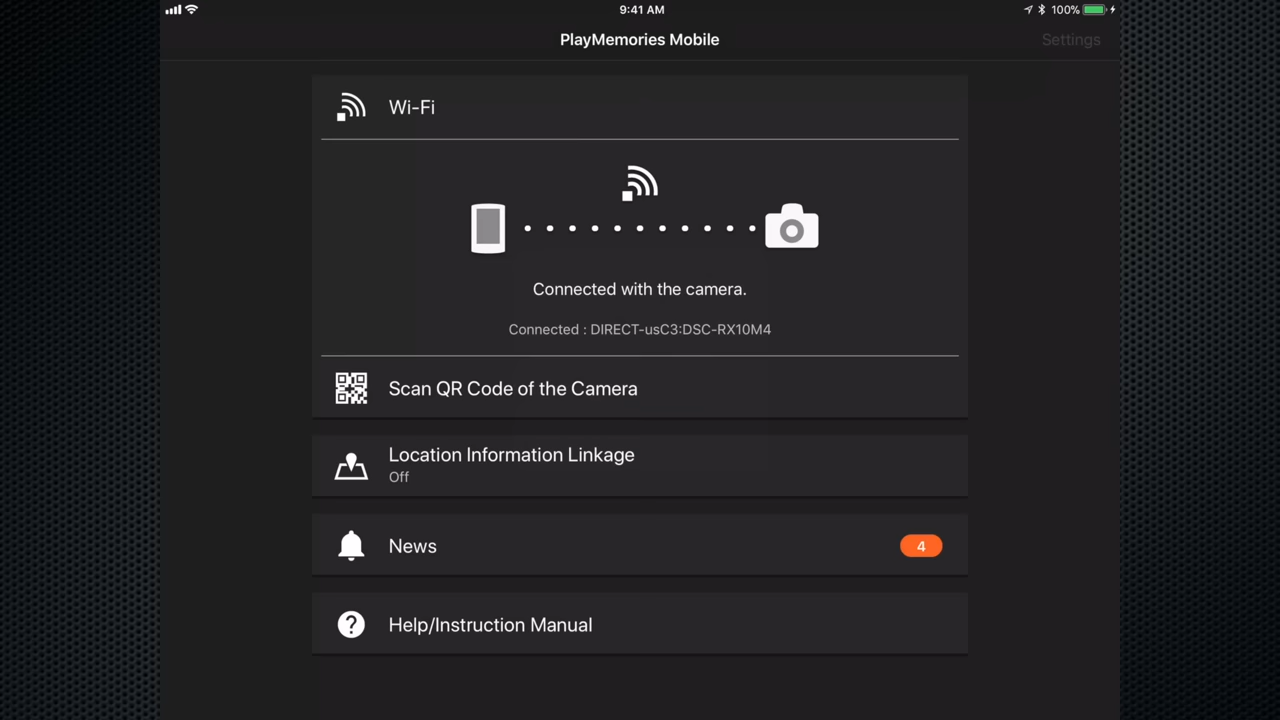 9:41 AM
100%
PlayMemories Mobile
Settings
Wi-Fi
Connected with the camera.
Connected : DIRECT-usC3:DSC-RX10M4
Scan QR Code of the Camera
Location Information Linkage
Off
News
4
Help/Instruction Manual